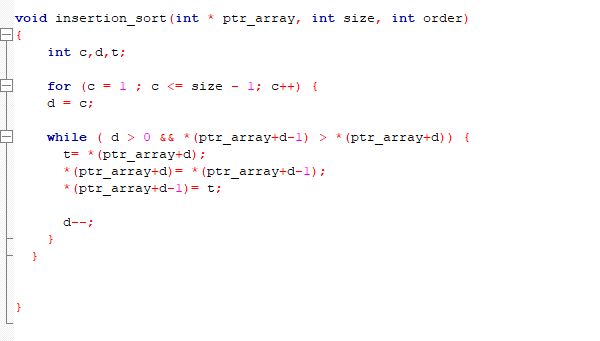 void insertion_sort(int * ptr_array, int size, int order)
{
int c,d,t;
for (c = 1 ; c <= size - 1; c++) {
d = c;
while ( d > 0 && *(ptr_array+d-1) > *(ptr_array+d)) {
t= *(ptr_array+d);
*(ptr_array+d)= *(ptr_array+d-1);
*(ptr_array+d-1)= t;
d--;
}
}
}